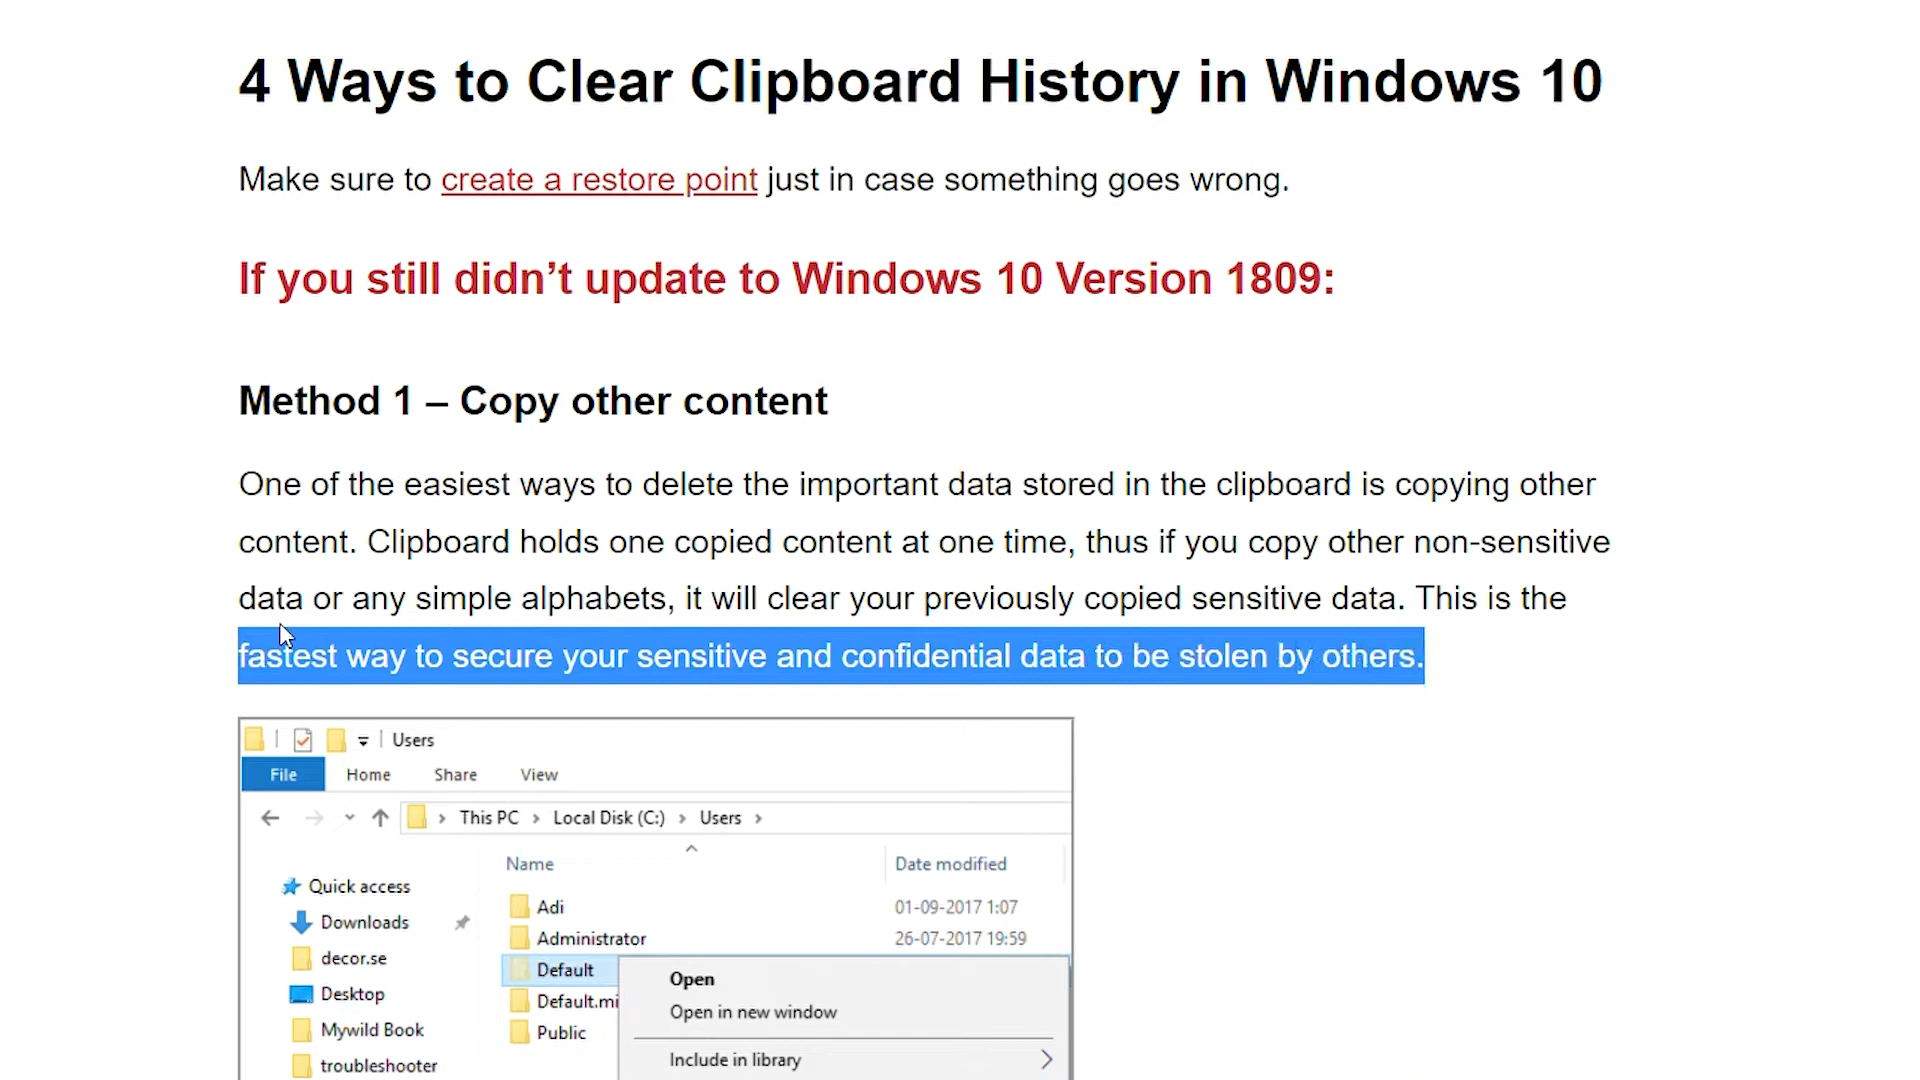 4 Ways to Clear Clipboard History in Windows 10
Make sure to create a restore point just in case something goes wrong.
If you still didn’t update to Windows 10 Version 1809:
Method 1 – Copy other content
One of the easiest ways to delete the important data stored in the clipboard is copying other
content. Clipboard holds one copied content at one time, thus if you copy other non-sensitive
data or any simple alphabets, it will clear your previously copied sensitive data. This is the
fastest way to secure your sensitive and confidential data to be stolen by others.
Users
File Home Share View
This PC Local Disk (C:) Users
Name Date modified
Quick access
Downloads
decor.se
Desktop
Mywild Book
troubleshooter
Adi 01-09-2017 1:07
Administrator 26-07-2017 19:59
Default
Default.mi
Public
Open
Open in new window
Include in library